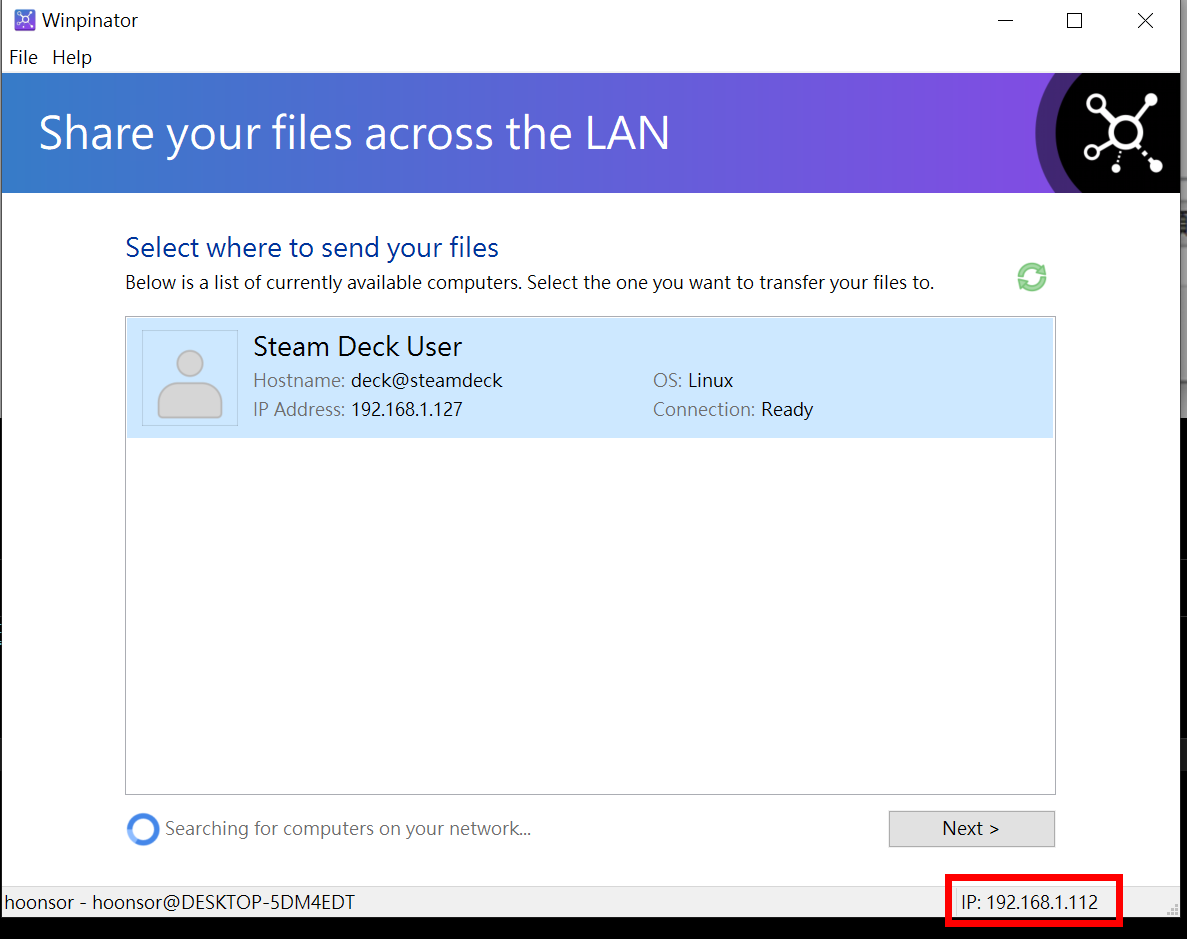 Winpinator
File Help
Share your files across the LAN
Select where to send your files
Below is a list of currently available computers. Select the one you want to transfer your files to.
Steam Deck User
Hostname: deck@steamdeck OS: Linux
IP Address: 192.168.1.127 Connection: Ready
Searching for computers on your network... Next >
hoonsor - hoonsor@DESKTOP-5DM4EDT IP: 192.168.1.112